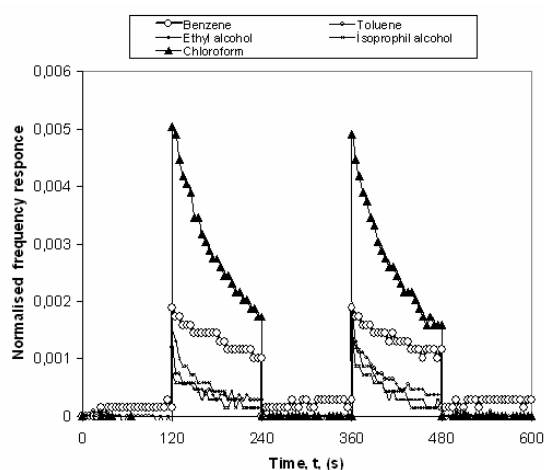 Benzene
Toluene
Ethyl alcohol
İsoprophil alcohol
Chloroform
Normalised frequency responce
0,006
0,005
0,004
0,003
0,002
0,001
0
0 120 240 360 480 600
Time, t, (s)